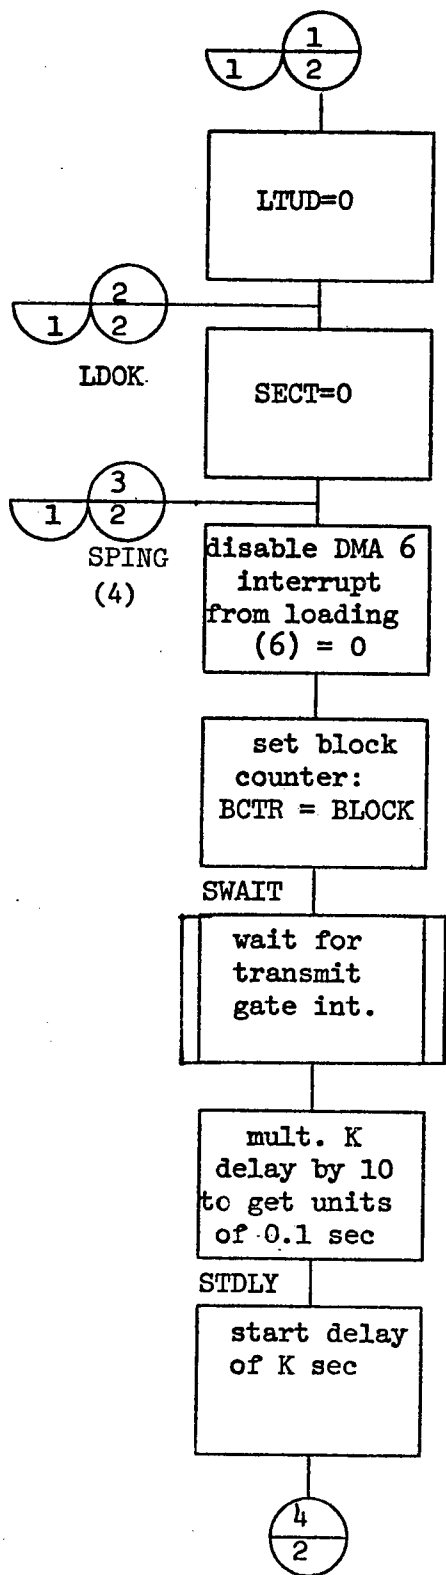 1
1 2
LTUD=0
2
1 2
LDOK
SECT=0
3
1 2
SPING
(4)
disable DMA 6
interrupt
from loading
(6) = 0
set block
counter:
BCTR = BLOCK
SWAIT
wait for
transmit
gate int.
mult. K
delay by 10
to get units
of 0.1 sec
STDLY
start delay
of K sec
4
2